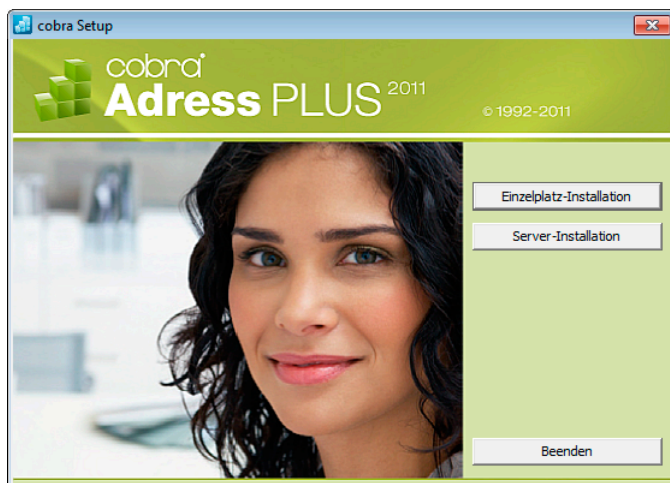 cobra Setup
cobra
Adress PLUS 2011
© 1992-2011
Einzelplatz-Installation
Server-Installation
Beenden